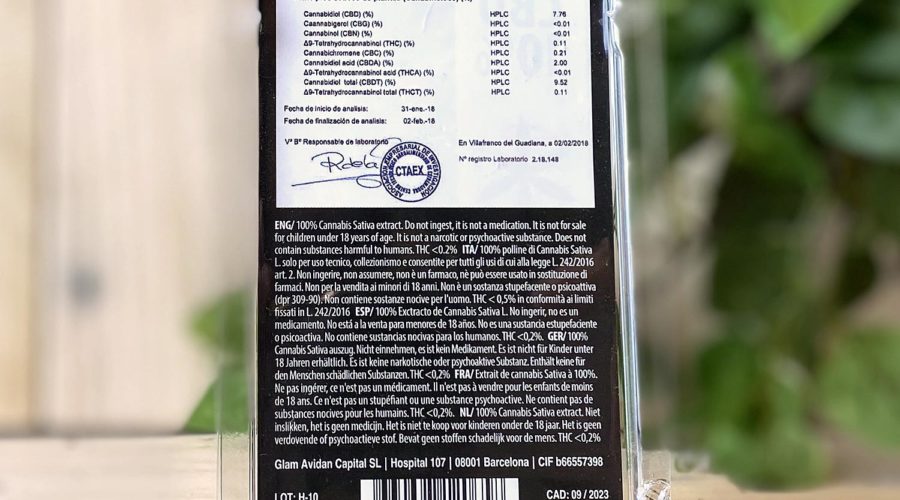 Cannabidiol (CBD) (%) HPLC 7.76
Caannabigerol (CBG) (%) HPLC <0.01
Cannabinol (CBN) (%) HPLC <0.01
Δ9-Tetrahydrocannabinol (THC) (%) HPLC 0.11
Cannabichromene (CBC) (%) HPLC 0.21
Cannabidiol acid (CBDA) (%) HPLC 2.00
Δ9-Tetrahydrocannabinol acid (THCA) (%) HPLC <0.01
Cannabidiol total (CBDT) (%) HPLC 9.52
Δ9-Tetrahydrocannabinol total (THCT) (%) HPLC 0.11
Fecha de inicio de analisis: 31-ene.-18
Fecha de finalización de analisis: 02-feb.-18
Vº Bº Responsable de laboratorio
En Villafranco del Guadiana, a 02/02/2018
Nº registro Laboratorio 2.18.148
CTAEX
ENG/ 100% Cannabis Sativa extract. Do not ingest, it is not a medication. It is not for sale
for children under 18 years of age. It is not a narcotic or psychoactive substance. Does not
contain substances harmful to humans. THC <0.2% ITA/ 100% polline di Cannabis Sativa
L. solo per uso tecnico, collezionismo e consentite per tutti gli usi di cui alla legge L. 242/2016
art. 2. Non ingerire, non assumere, non è un farmaco, nè può essere usato in sostituzione di
farmaci. Non per la vendita ai minori di 18 anni. Non è un sostanza stupefacente o psicoattiva
(dpr 309-90). Non contiene sostanze nocive per l'uomo. THC < 0,5% in conformità ai limiti
fissati in L. 242/2016 ESP/ 100% Exctracto de Cannabis Sativa L. No ingerir, no es un
medicamento. No está a la venta para menores de 18 años. No es una sustancia estupefaciente
o psicoactiva. No contiene sustancias nocivas para los humanos. THC <0,2%. GER/ 100%
Cannabis Sativa auszug. Nicht einnehmen, es ist kein Medikament. Es ist nicht für Kinder unter
18 Jahren erhältlich. Es ist keine narkotische oder psychoaktive Substanz. Enthält keine für
den Menschen schädlichen Substanzen. THC <0,2% FRA/ Extrait de cannabis Sativa à 100%.
Ne pas ingérer, ce n'est pas un médicament. Il n'est pas à vendre pour les enfants de moins
de 18 ans. Ce n'est pas un stupéfiant ou une substance psychoactive. Ne contient pas de
substances nocives pour les humains. THC <0,2%. NL/ 100% Cannabis Sativa extract. Niet
inslikken, het is geen medicijn. Het is niet te koop voor kinderen onder de 18 jaar. Het is geen
verdovende of psychoactieve stof. Bevat geen stoffen schadelijk voor de mens. THC <0,2%
Glam Avidan Capital SL | Hospital 107 | 08001 Barcelona | CIF b66557398
LOT: H-10 CAD: 09 / 2023